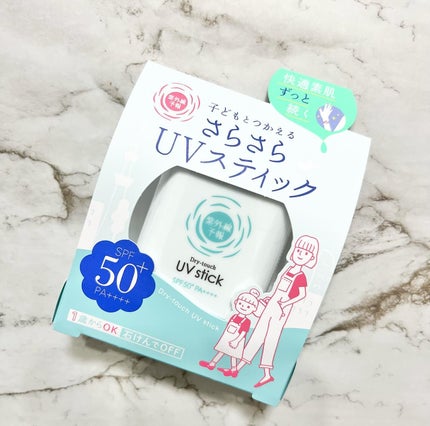 紫外線
予報
快適素肌
ずっと
続く
子どもとつかえる
さらさら
UVスティック
紫外線
予報
Dry-touch
UV stick
SPF50+ PA++++
SPF
50+
PA++++
Dry-touch UV stick
1歳からOK 石けんでOFF